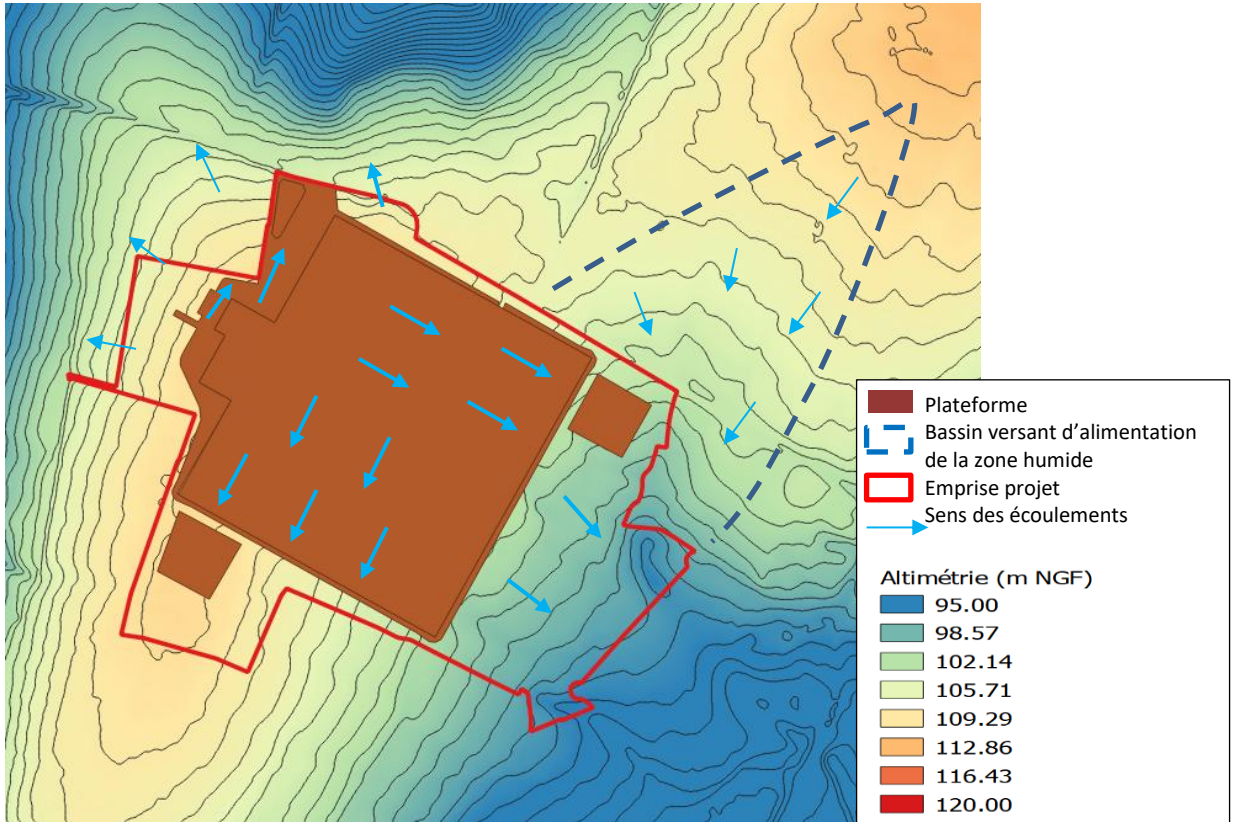 Plateforme
Bassin versant d'alimentation
de la zone humide
Emprise projet
Sens des écoulements
Altimétrie (m NGF)
95.00
98.57
102.14
105.71
109.29
112.86
116.43
120.00